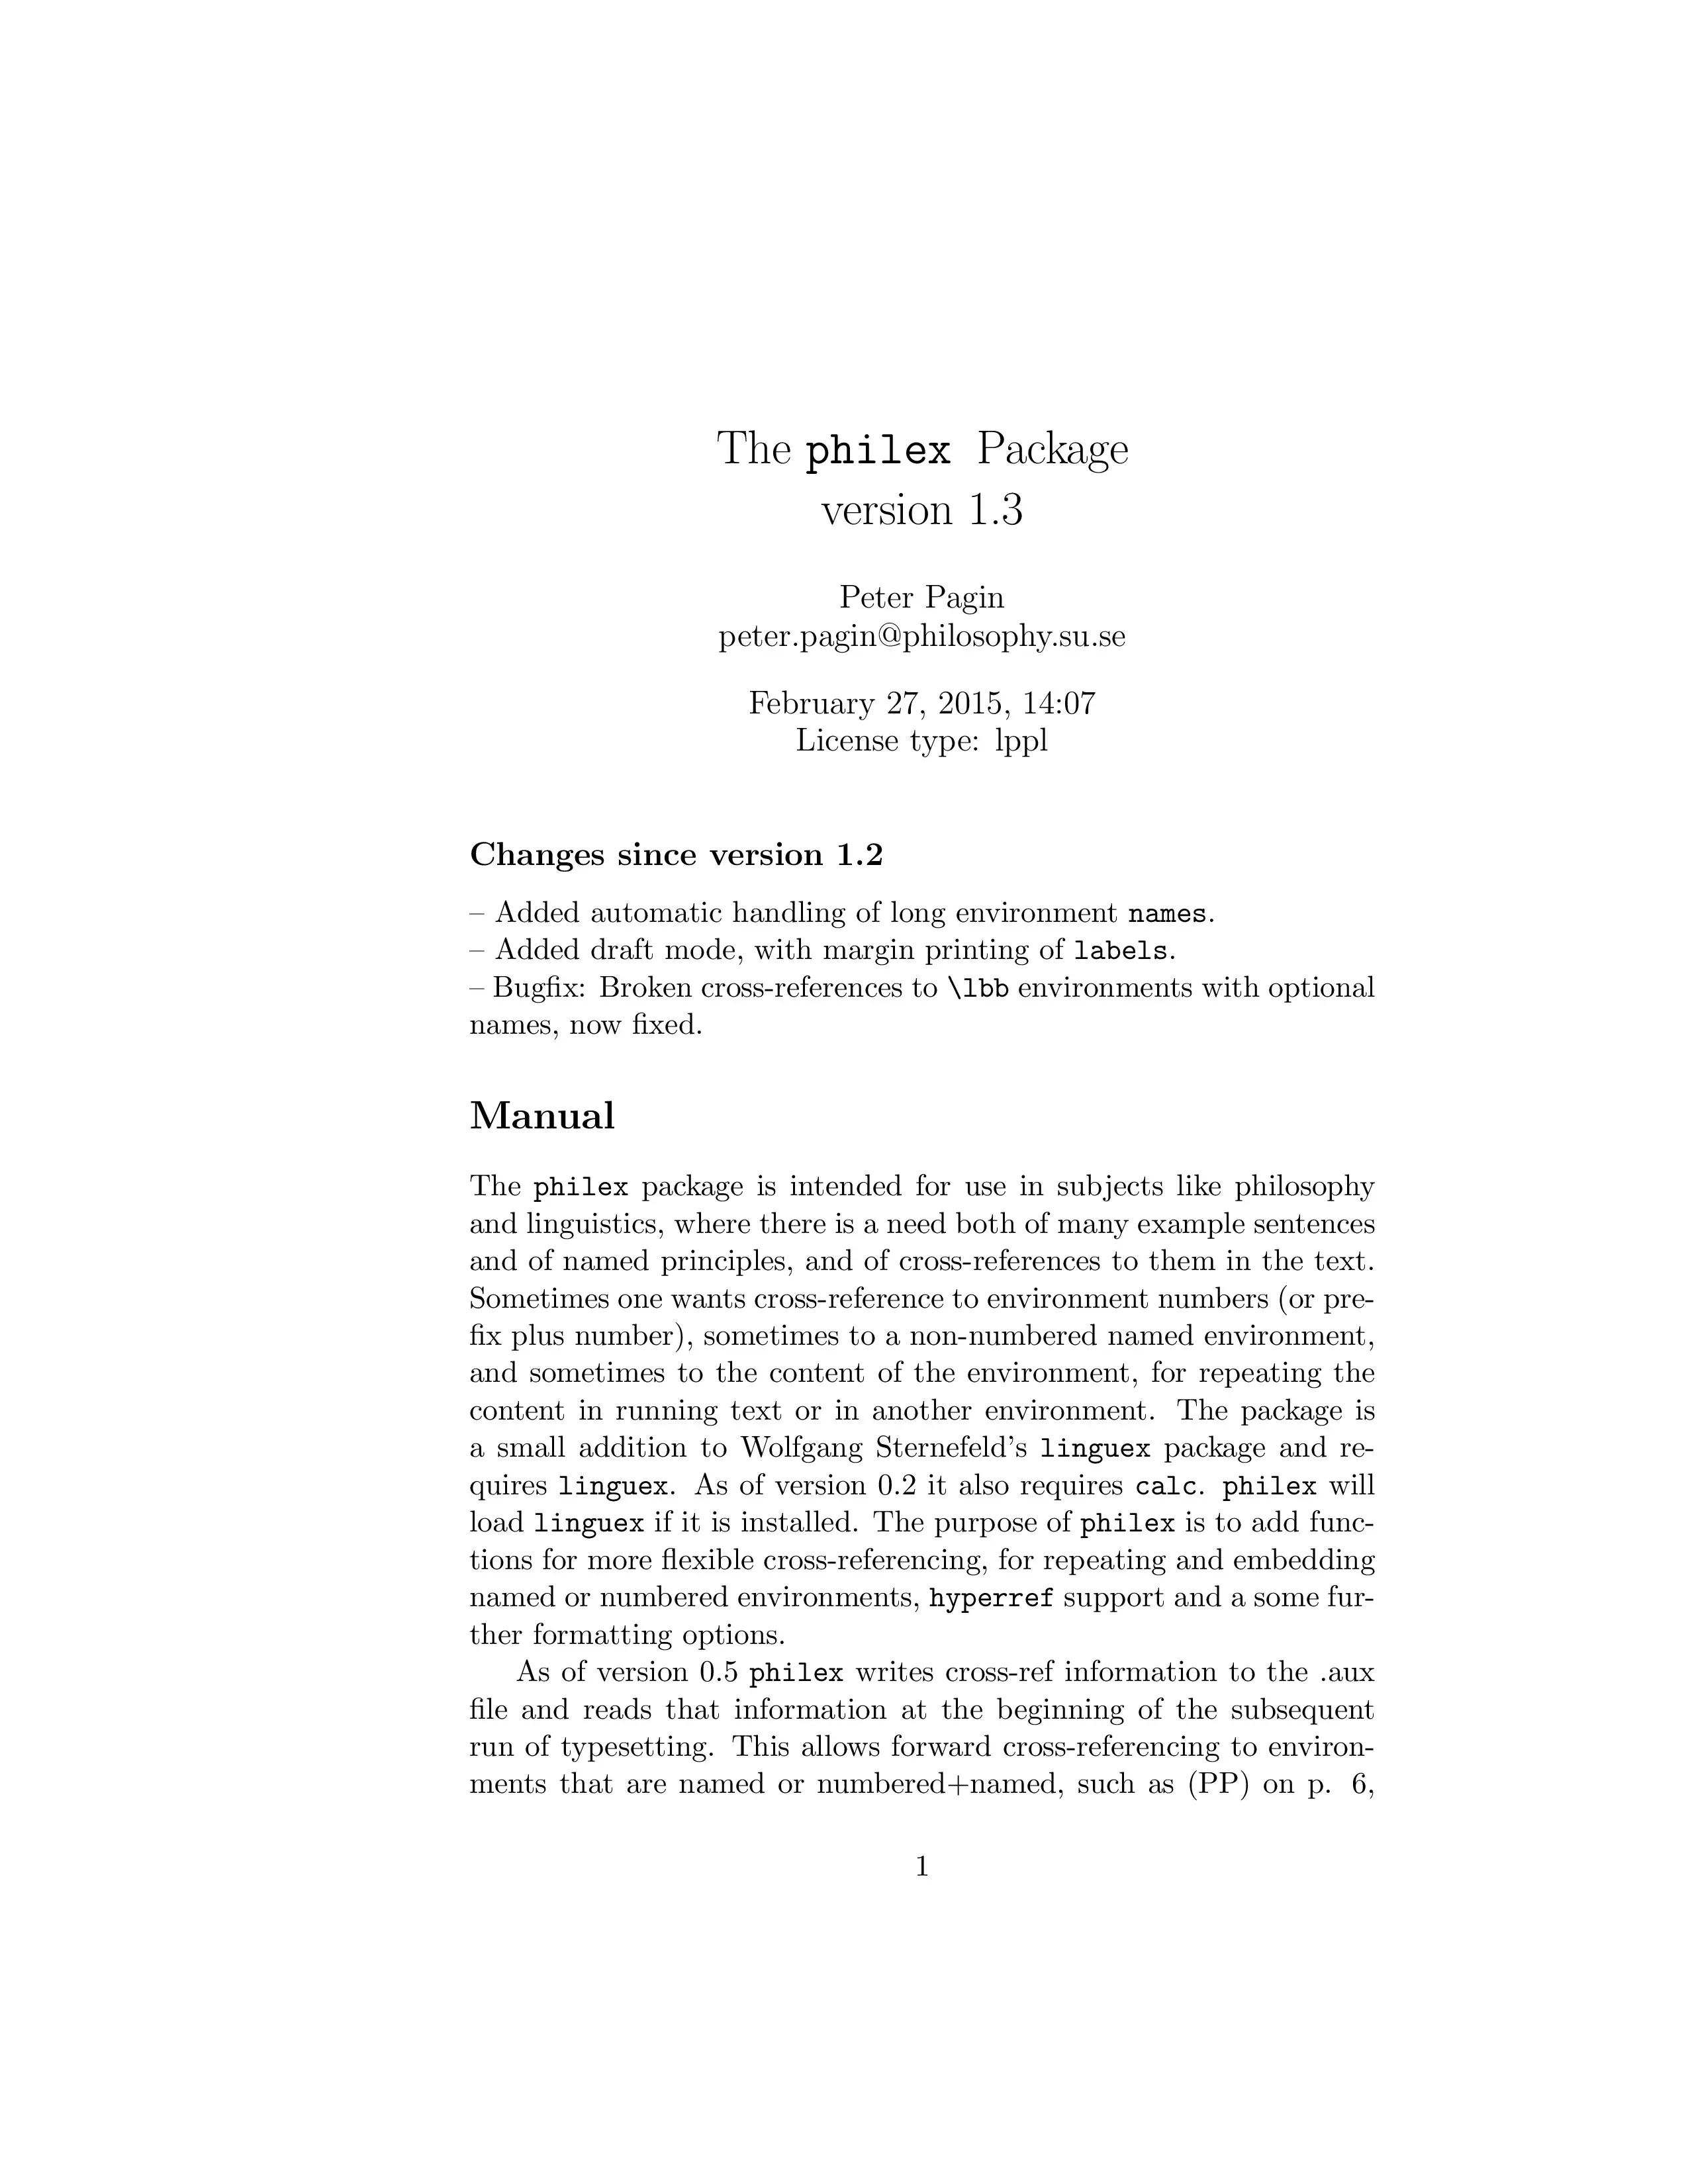 The philex Package
version 1.3
Peter Pagin
peter.pagin@philosophy.su.se
February 27, 2015, 14:07
License type: lppl
Changes since version 1.2
– Added automatic handling of long environment names.
– Added draft mode, with margin printing of labels.
– Bugfix: Broken cross-references to \lbb environments with optional
names, now fixed.
Manual
The philex package is intended for use in subjects like philosophy
and linguistics, where there is a need both of many example sentences
and of named principles, and of cross-references to them in the text.
Sometimes one wants cross-reference to environment numbers (or pre-
fix plus number), sometimes to a non-numbered named environment,
and sometimes to the content of the environment, for repeating the
content in running text or in another environment. The package is
a small addition to Wolfgang Sternefeld's linguex package and re-
quires linguex. As of version 0.2 it also requires calc. philex will
load linguex if it is installed. The purpose of philex is to add func-
tions for more flexible cross-referencing, for repeating and embedding
named or numbered environments, hyperref support and a some fur-
ther formatting options.
As of version 0.5 philex writes cross-ref information to the .aux
file and reads that information at the beginning of the subsequent
run of typesetting. This allows forward cross-referencing to environ-
ments that are named or numbered+named, such as (PP) on p. 6,
1